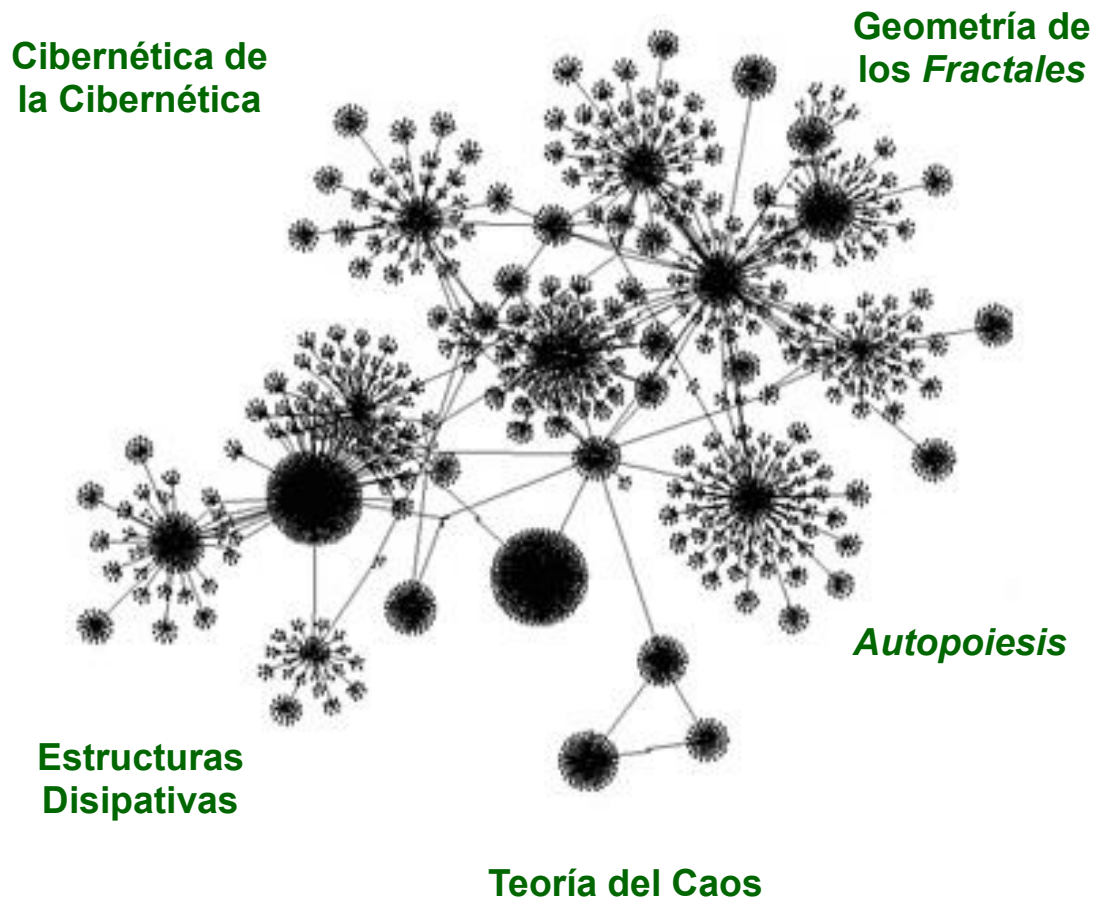 Cibernética de
la Cibernética
Geometría de
los Fractales
Autopoiesis
Estructuras
Disipativas
Teoría del Caos